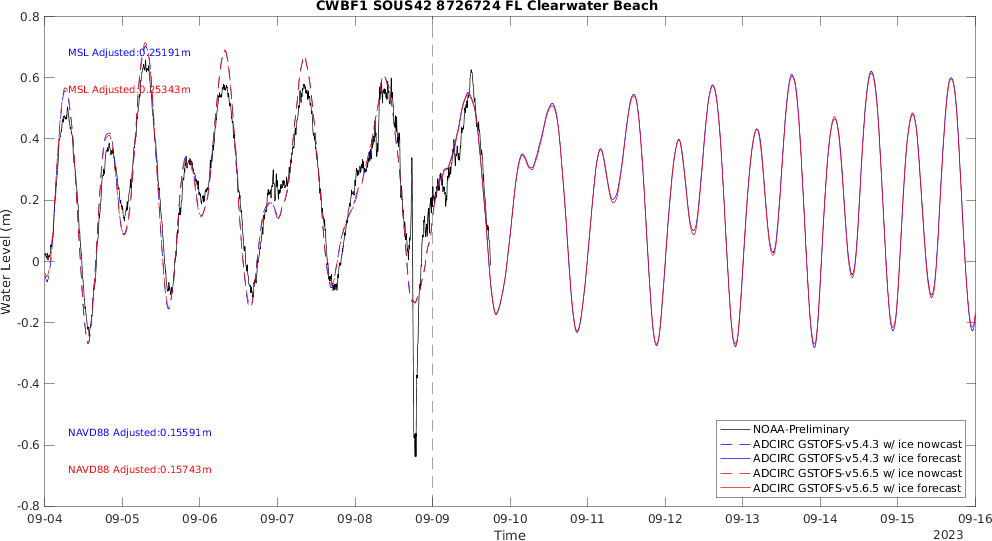 CWBF1 SOUS42 8726724 FL Clearwater Beach
MSL Adjusted:0.25191m
MSL Adjusted:0.25343m
NAVD88 Adjusted:0.15591m
NAVD88 Adjusted:0.15743m
Water Level (m)
0.8
0.6
0.4
0.2
0
-0.2
-0.4
-0.6
-0.8
NOAA-Preliminary
ADCIRC GSTOFS-v5.4.3 w/ ice nowcast
ADCIRC GSTOFS-v5.4.3 w/ ice forecast
ADCIRC GSTOFS-v5.6.5 w/ ice nowcast
ADCIRC GSTOFS-v5.6.5 w/ ice forecast
09-04 09-05 09-06 09-07 09-08 09-09 09-10 09-11 09-12 09-13 09-14 09-15 09-16
Time
2023